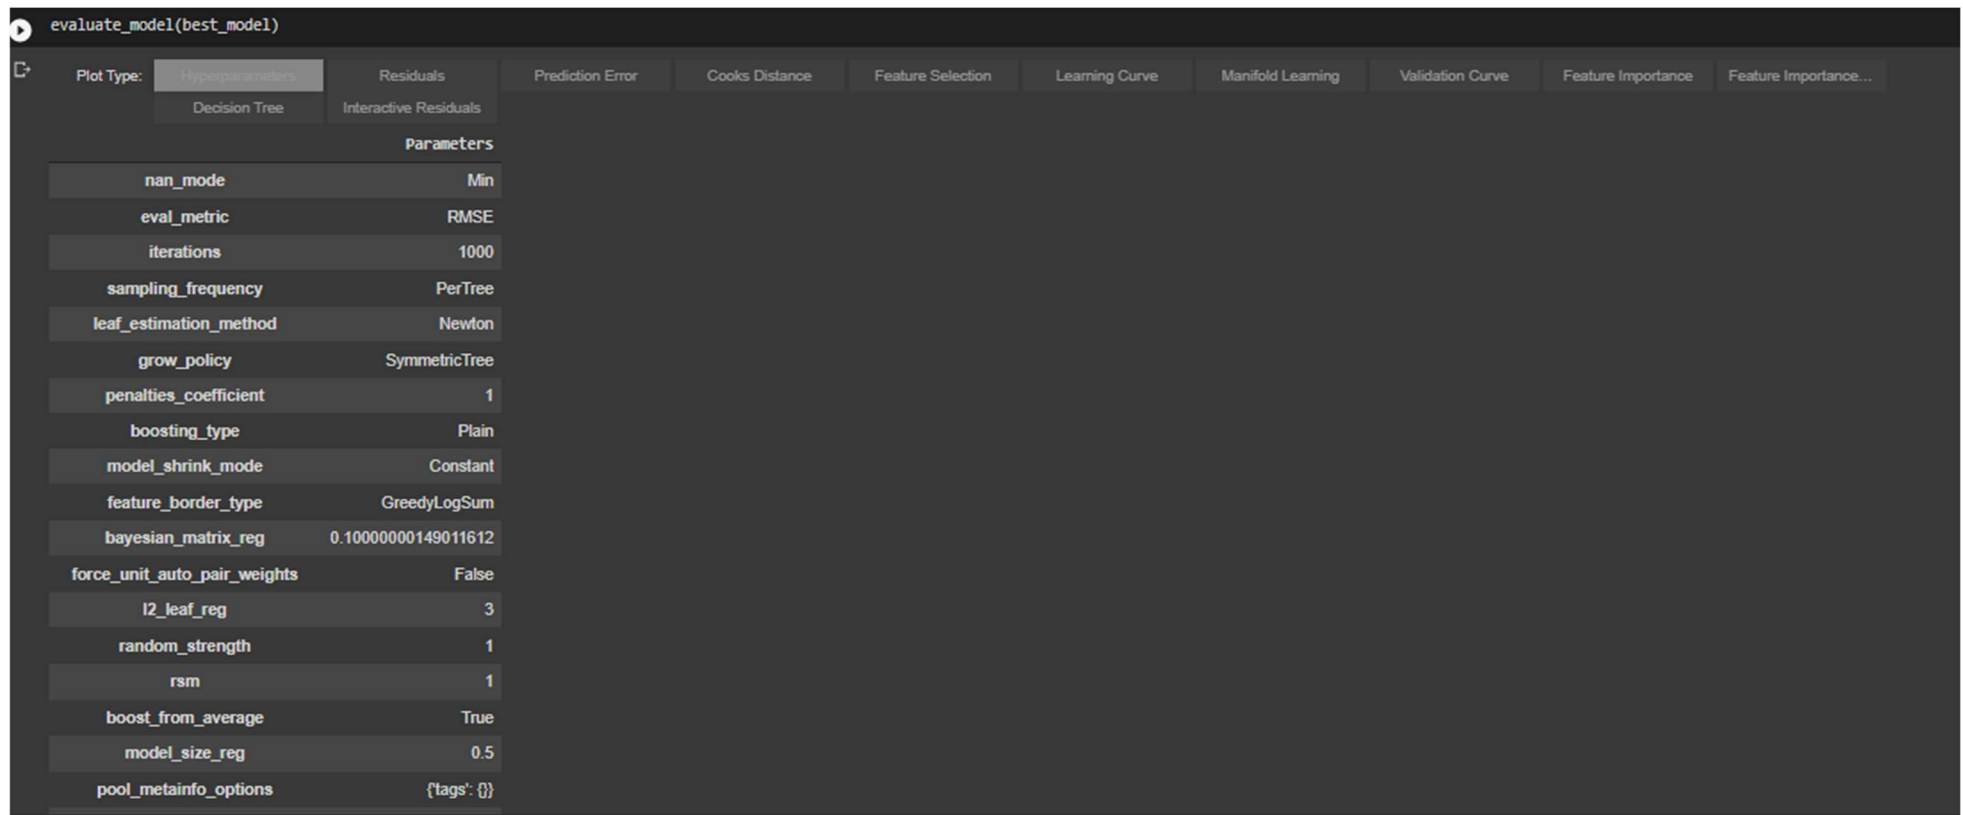 evaluate_model(best_model)
Plot Type: Hyperparameters Residuals Prediction Error Cooks Distance Feature Selection Learning Curve Manifold Learning Validation Curve Feature Importance Feature Importance...
Decision Tree Interactive Residuals
Parameters
nan_mode Min
eval_metric RMSE
iterations 1000
sampling_frequency PerTree
leaf_estimation_method Newton
grow_policy SymmetricTree
penalties_coefficient 1
boosting_type Plain
model_shrink_mode Constant
feature_border_type GreedyLogSum
bayesian_matrix_reg 0.10000000149011612
force_unit_auto_pair_weights False
l2_leaf_reg 3
random_strength 1
rsm 1
boost_from_average True
model_size_reg 0.5
pool_metainfo_options {'tags': {}}